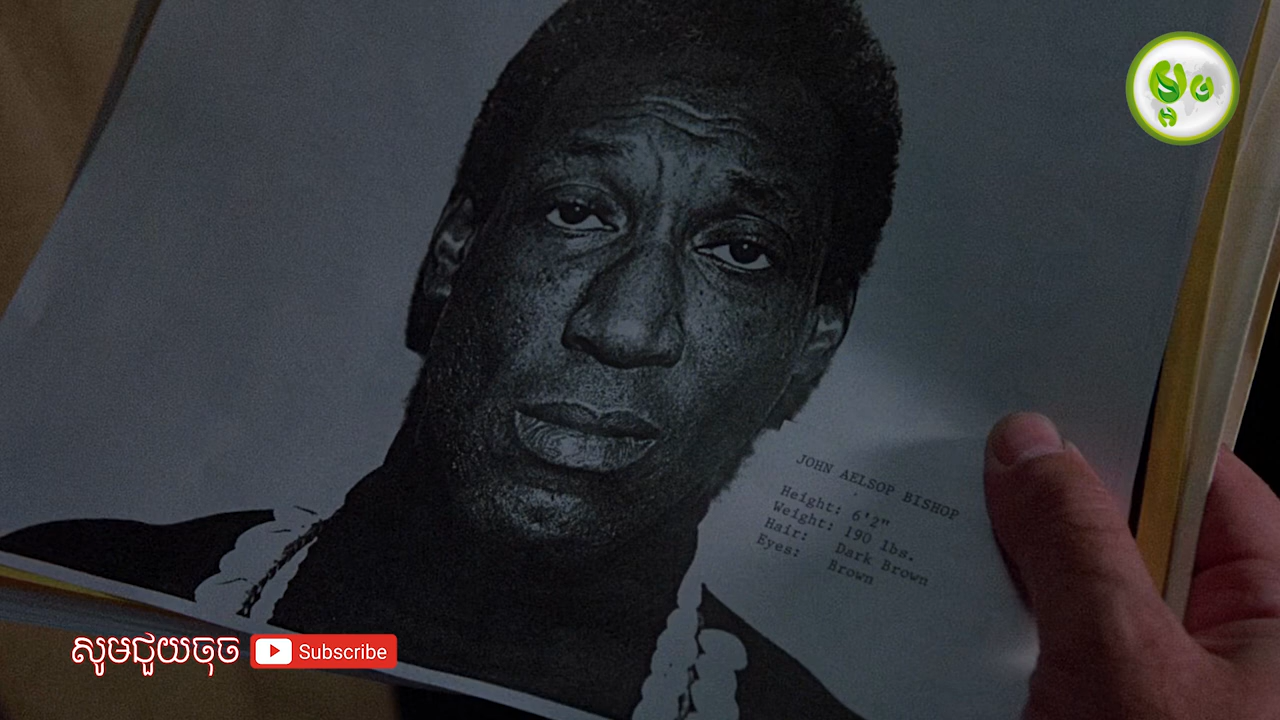 JOHN AELSOP BISHOP
Height: 6'2"
Weight: 190 lbs.
Hair: Dark Brown
Eyes: Brown
សូមជួយចុច
Subscribe